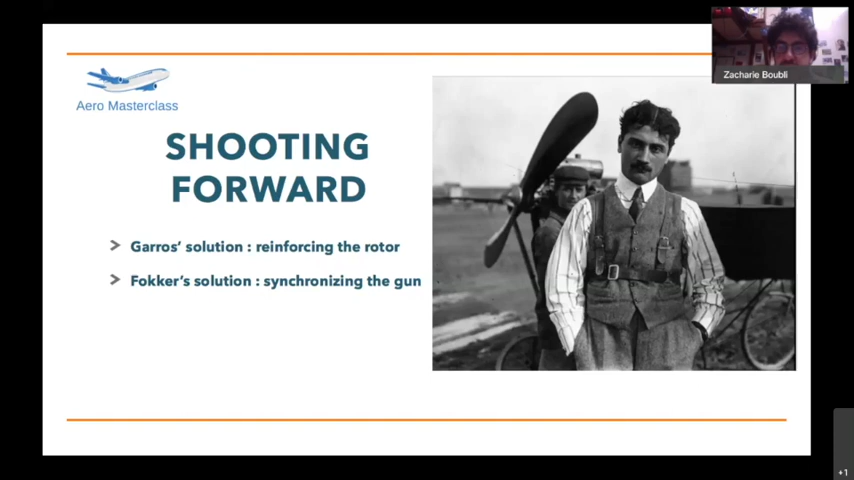 Zacharie Boubli
Aero Masterclass
SHOOTING
FORWARD
Garros' solution : reinforcing the rotor
Fokker's solution : synchronizing the gun
+1